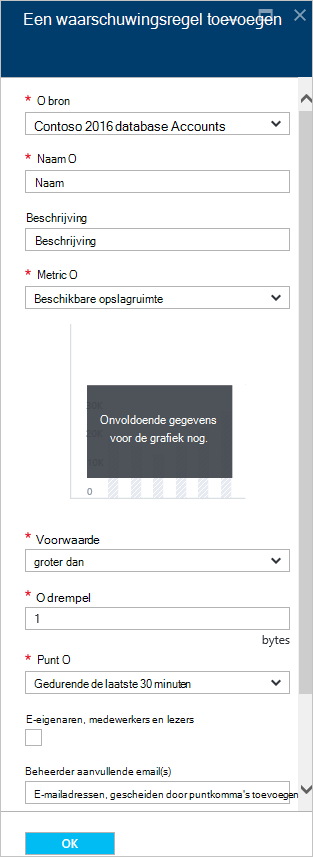 Een waarschuwingsregel toevoegen
* O bron
Contoso 2016 database Accounts
* Naam O
Naam
Beschrijving
Beschrijving
* Metric O
Beschikbare opslagruimte
Onvoldoende gegevens
voor de grafiek nog.
0
* Voorwaarde
groter dan
* O drempel
1
bytes
* Punt O
Gedurende de laatste 30 minuten
E-eigenaren, medewerkers en lezers
Beheerder aanvullende email(s)
E-mailadressen, gescheiden door puntkomma's toevoegen
OK